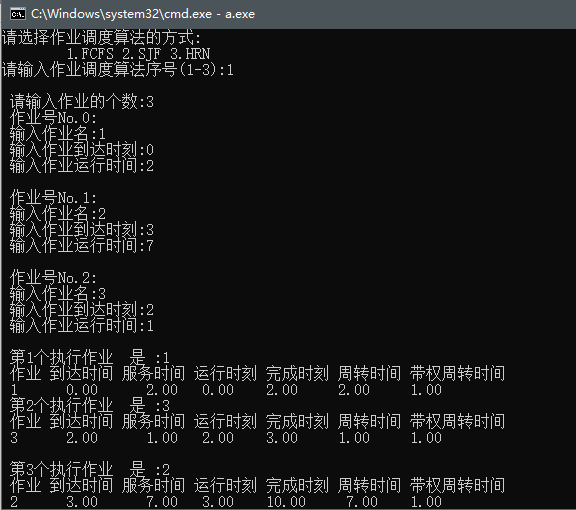 C:\Windows\system32\cmd.exe - a.exe
请选择作业调度算法的方式:
1.FCFS 2.SJF 3.HRN
请输入作业调度算法序号(1-3):1
请输入作业的个数:3
作业号No.0:
输入作业名:1
输入作业到达时刻:0
输入作业运行时间:2
作业号No.1:
输入作业名:2
输入作业到达时刻:3
输入作业运行时间:7
作业号No.2:
输入作业名:3
输入作业到达时刻:2
输入作业运行时间:1
第1个执行作业 是 :1
作业 到达时间 服务时间 运行时刻 完成时刻 周转时间 带权周转时间
1 0.00 2.00 0.00 2.00 2.00 1.00
第2个执行作业 是 :3
作业 到达时间 服务时间 运行时刻 完成时刻 周转时间 带权周转时间
3 2.00 1.00 2.00 3.00 1.00 1.00
第3个执行作业 是 :2
作业 到达时间 服务时间 运行时刻 完成时刻 周转时间 带权周转时间
2 3.00 7.00 3.00 10.00 7.00 1.00